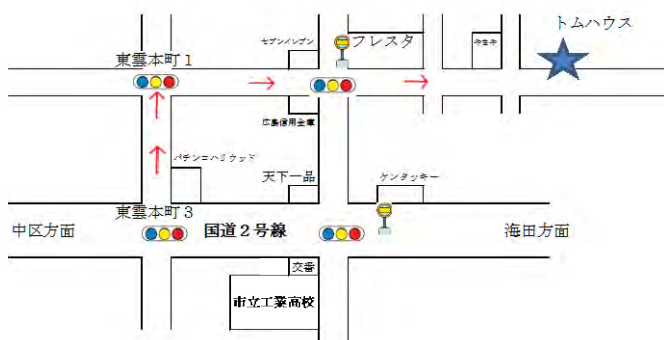 トムハウス
セブンイレブン
フレスタ
東雲本町1
広島信用金庫
パチンコハリウッド
天下一品
ケンタッキー
東雲本町3
中区方面
国道2号線
海田方面
交番
市立工業高校